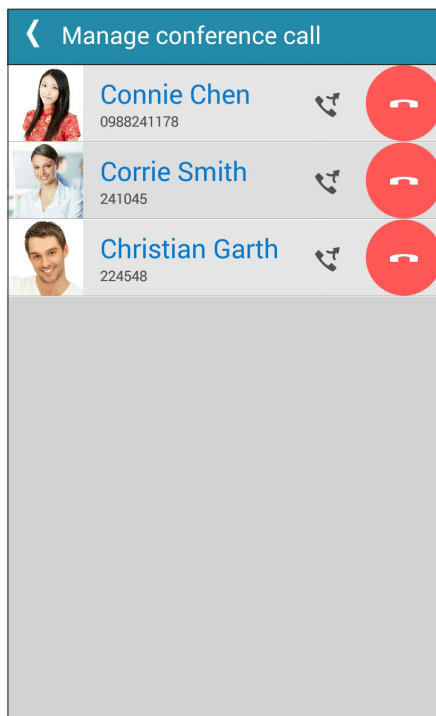 Manage conference call
Connie Chen
0988241178
Corrie Smith
241045
Christian Garth
224548